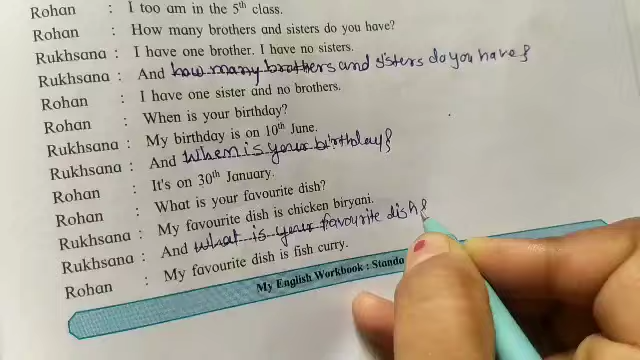 Rohan : I too am in the 5th class.
Rohan : How many brothers and sisters do you have?
Rukhsana : I have one brother. I have no sisters.
Rukhsana : And how many brothers and sisters do you have?
Rohan : I have one sister and no brothers.
Rohan : When is your birthday?
Rukhsana : My birthday is on 10th June.
Rukhsana : And when is your birthday?
Rohan : It's on 30th January.
Rohan : What is your favourite dish?
Rukhsana : My favourite dish is chicken biryani.
Rukhsana : And what is your favourite dish?
Rohan : My favourite dish is fish curry.
My English Workbook : Standa